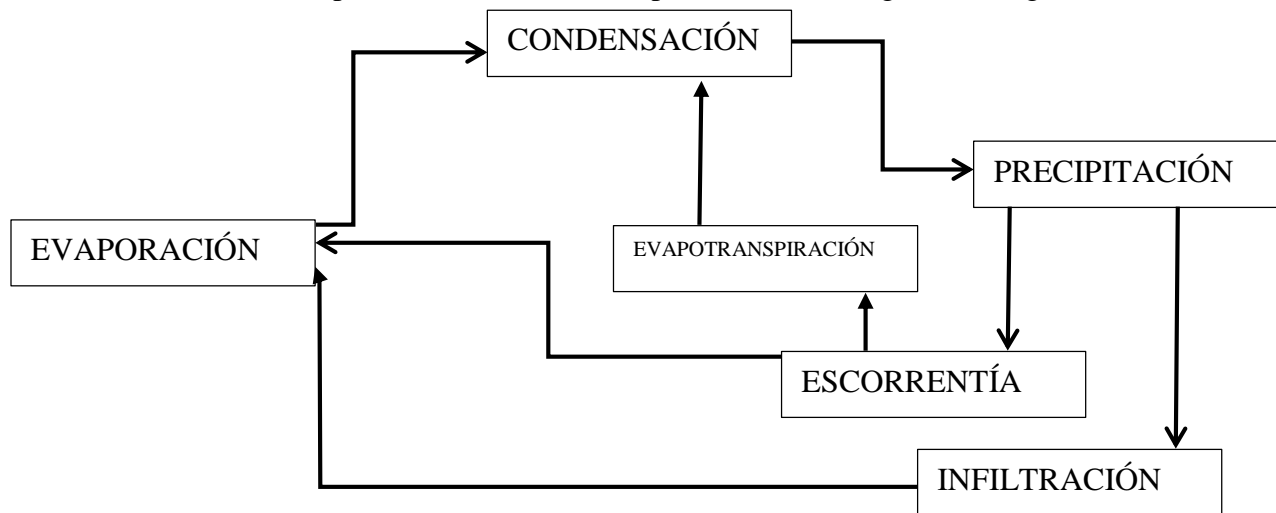 CONDENSACIÓN
PRECIPITACIÓN
EVAPORACIÓN
EVAPOTRANSPIRACIÓN
ESCORRENTÍA
INFILTRACIÓN